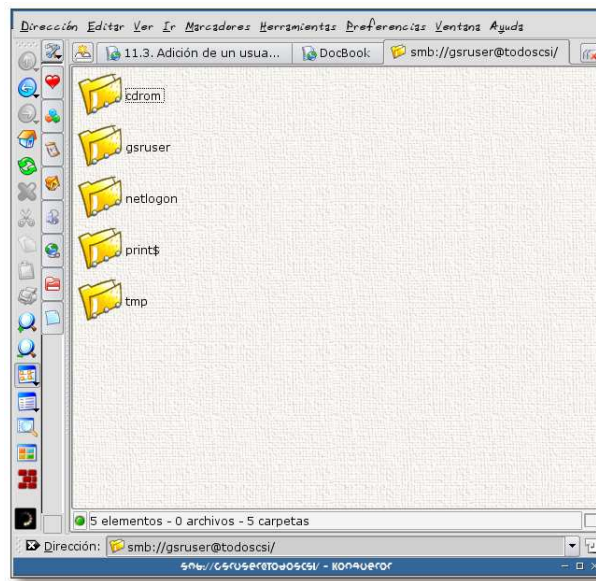 Dirección Editar Ver Ir Marcadores Herramientas Preferencias Ventana Ayuda
11.3. Adición de un usua... DocBook smb://gsruser@todoscsi/
cdrom
gsruser
netlogon
print$
tmp
5 elementos - 0 archivos - 5 carpetas
Dirección: smb://gsruser@todoscsi/
smb://gsruser@todoscsi/ - Konqueror